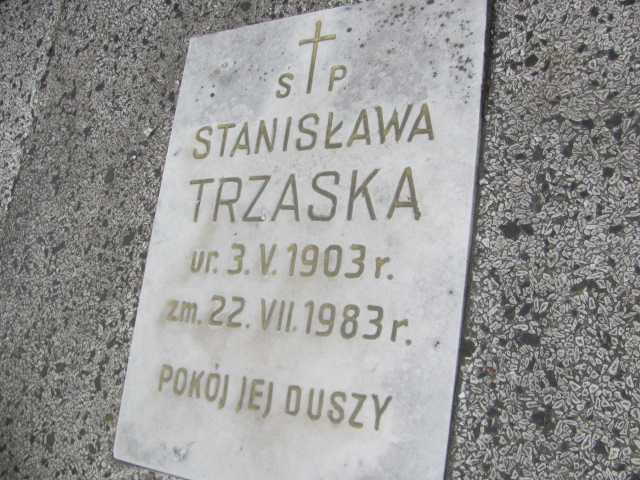 S P
STANISŁAWA
TRZASKA
ur. 3. V. 1903 r.
zm. 22. VII. 1983 r.
POKÓJ JEJ DUSZY